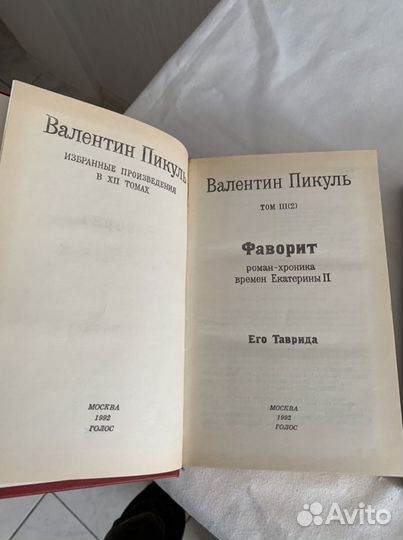 Валентин Пикуль
ИЗБРАННЫЕ ПРОИЗВЕДЕНИЯ
В XII ТОМАХ
МОСКВА
1992
ГОЛОС
Валентин Пикуль
ТОМ III(2)
Фаворит
роман-хроника
времен Екатерины II
Его Таврида
МОСКВА
1992
ГОЛОС
Avito